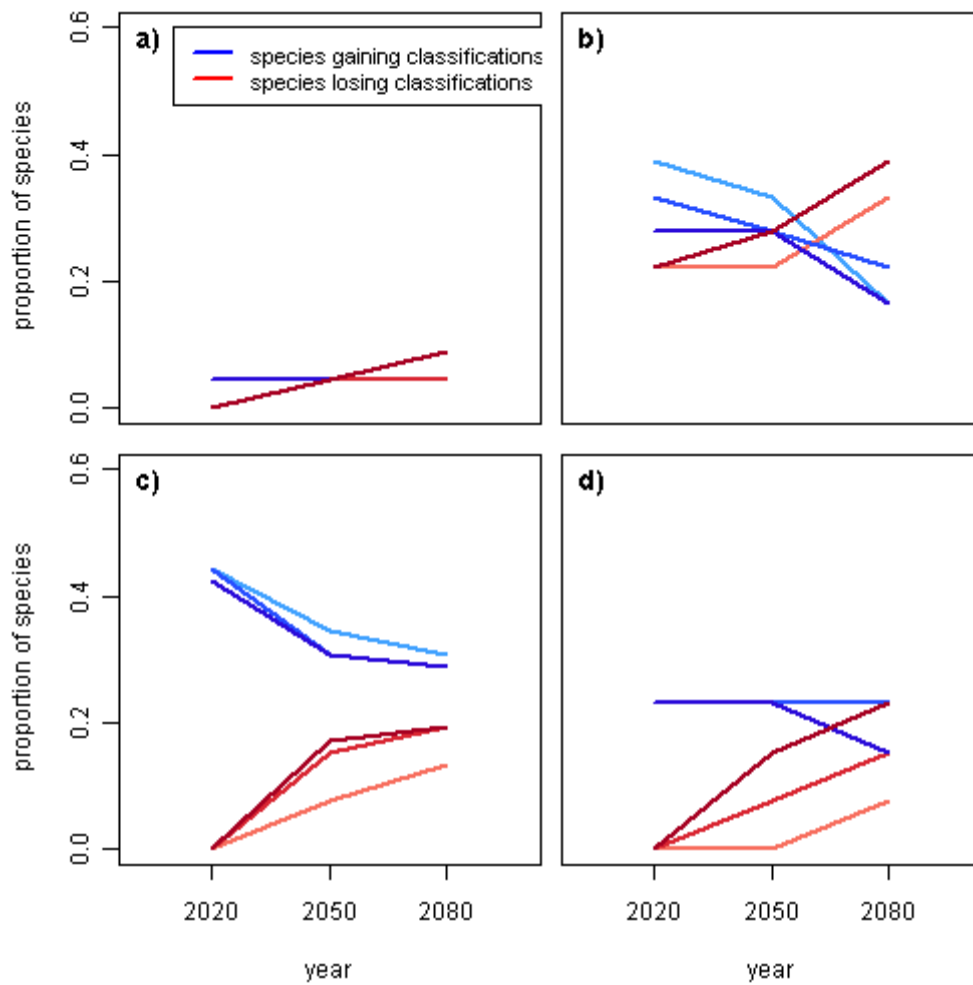 a)
species gaining classifications
species losing classifications
b)
0.6
0.4
0.2
0.0
proportion of species
c)
d)
0.6
0.4
0.2
0.0
proportion of species
2020 2050 2080
2020 2050 2080
year
year